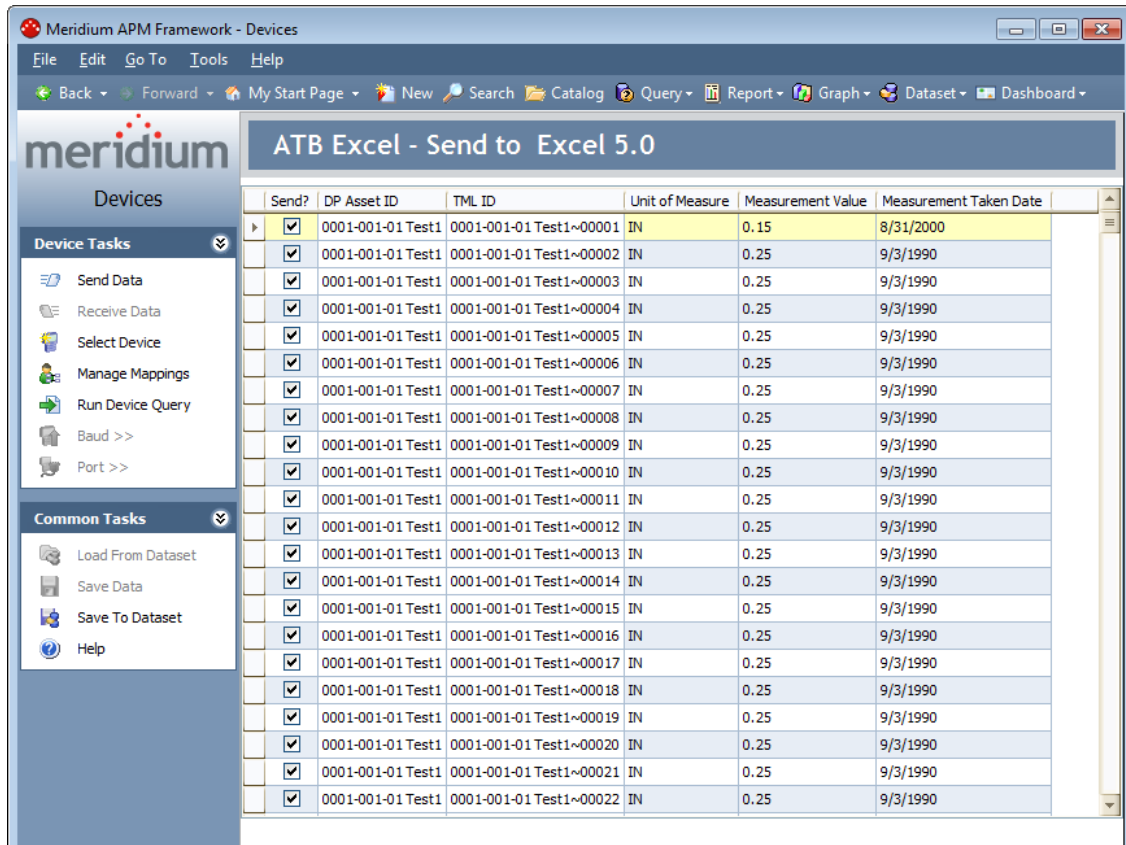 Meridium APM Framework - Devices
File Edit Go To Tools Help
Back Forward My Start Page New Search Catalog Query Report Graph Dataset Dashboard
meridium
ATB Excel - Send to Excel 5.0
Devices
Device Tasks
Send Data
Receive Data
Select Device
Manage Mappings
Run Device Query
Baud >>
Port >>
Common Tasks
Load From Dataset
Save Data
Save To Dataset
Help
Send? DP Asset ID TML ID Unit of Measure Measurement Value Measurement Taken Date
0001-001-01 Test1 0001-001-01 Test1~00001 IN 0.15 8/31/2000
0001-001-01 Test1 0001-001-01 Test1~00002 IN 0.25 9/3/1990
0001-001-01 Test1 0001-001-01 Test1~00003 IN 0.25 9/3/1990
0001-001-01 Test1 0001-001-01 Test1~00004 IN 0.25 9/3/1990
0001-001-01 Test1 0001-001-01 Test1~00005 IN 0.25 9/3/1990
0001-001-01 Test1 0001-001-01 Test1~00006 IN 0.25 9/3/1990
0001-001-01 Test1 0001-001-01 Test1~00007 IN 0.25 9/3/1990
0001-001-01 Test1 0001-001-01 Test1~00008 IN 0.25 9/3/1990
0001-001-01 Test1 0001-001-01 Test1~00009 IN 0.25 9/3/1990
0001-001-01 Test1 0001-001-01 Test1~00010 IN 0.25 9/3/1990
0001-001-01 Test1 0001-001-01 Test1~00011 IN 0.25 9/3/1990
0001-001-01 Test1 0001-001-01 Test1~00012 IN 0.25 9/3/1990
0001-001-01 Test1 0001-001-01 Test1~00013 IN 0.25 9/3/1990
0001-001-01 Test1 0001-001-01 Test1~00014 IN 0.25 9/3/1990
0001-001-01 Test1 0001-001-01 Test1~00015 IN 0.25 9/3/1990
0001-001-01 Test1 0001-001-01 Test1~00016 IN 0.25 9/3/1990
0001-001-01 Test1 0001-001-01 Test1~00017 IN 0.25 9/3/1990
0001-001-01 Test1 0001-001-01 Test1~00018 IN 0.25 9/3/1990
0001-001-01 Test1 0001-001-01 Test1~00019 IN 0.25 9/3/1990
0001-001-01 Test1 0001-001-01 Test1~00020 IN 0.25 9/3/1990
0001-001-01 Test1 0001-001-01 Test1~00021 IN 0.25 9/3/1990
0001-001-01 Test1 0001-001-01 Test1~00022 IN 0.25 9/3/1990